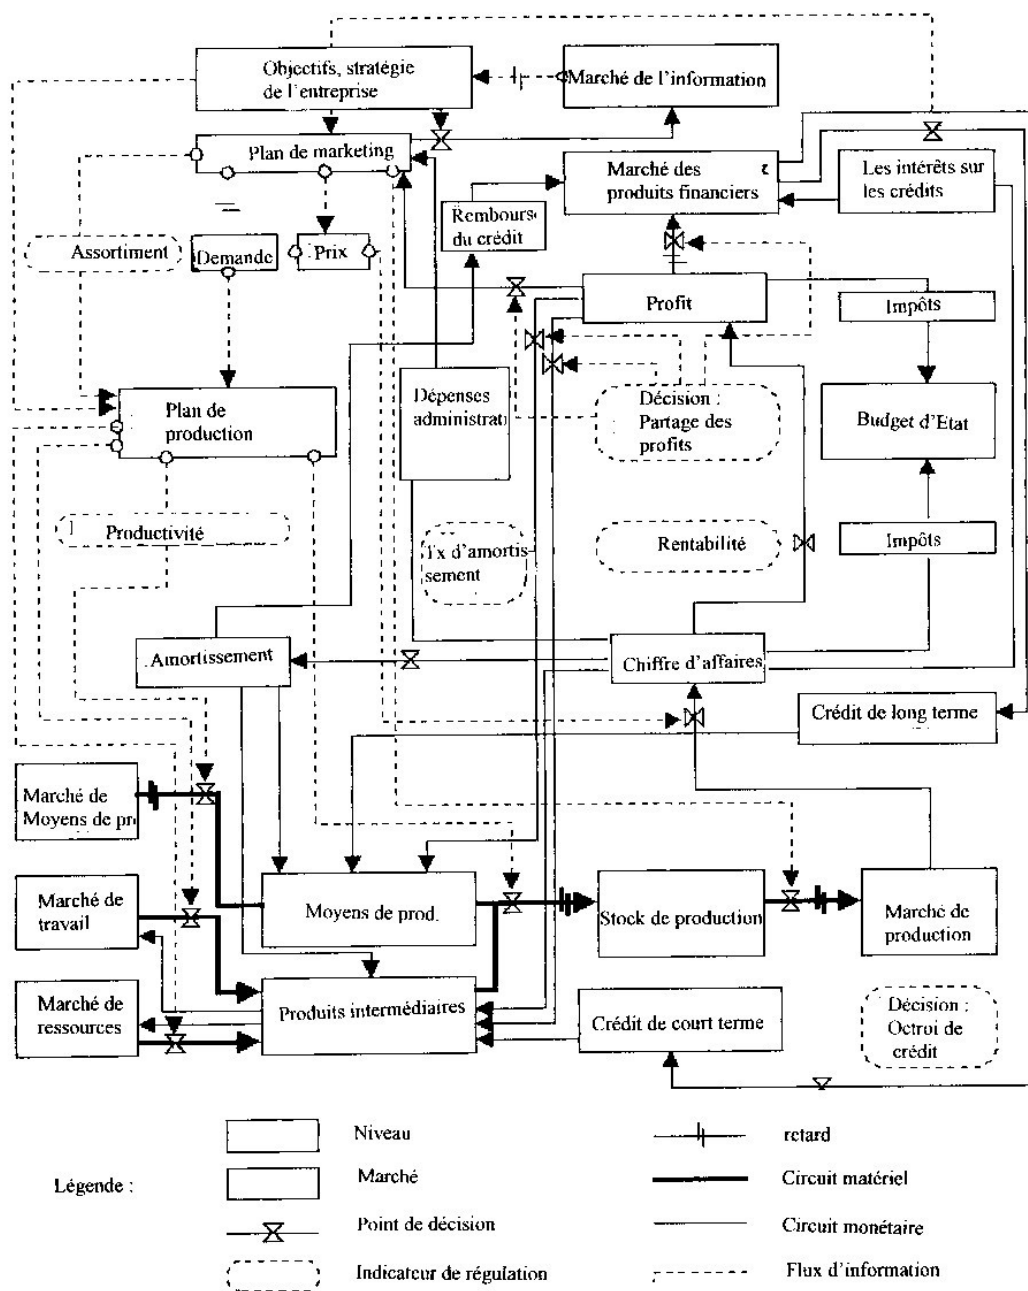 Objectifs, stratégie
de l'entreprise
Marché de l'information
Plan de marketing
Marché des
produits financiers
Les intérêts sur
les crédits
Rembourse
du crédit
Assortiment
Demande
Prix
Profit
Impôts
Plan de
production
Dépenses
administrat
Décision :
Partage des
profits
Budget d'Etat
Productivité
Tx d'amortis
sement
Rentabilité
Impôts
Amortissement
Chiffre d'affaires
Crédit de long terme
Marché de
Moyens de pr
Marché de
travail
Moyens de prod.
Stock de production
Marché de
production
Marché de
ressources
Produits intermédiaires
Crédit de court terme
Décision :
Octroi de
crédit
Légende :
Niveau
Marché
Point de décision
Indicateur de régulation
retard
Circuit matériel
Circuit monétaire
Flux d'information